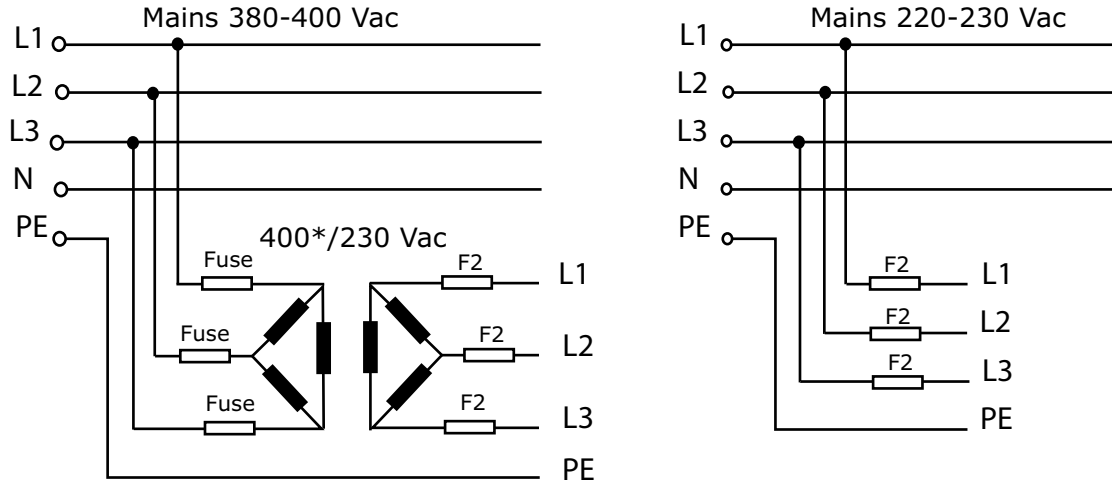 Mains 380-400 Vac
L1
L2
L3
N
PE
400*/230 Vac
Fuse
F2
L1
Fuse
F2
L2
Fuse
F2
L3
PE
Mains 220-230 Vac
L1
L2
L3
N
PE
F2
L1
F2
L2
F2
L3
PE